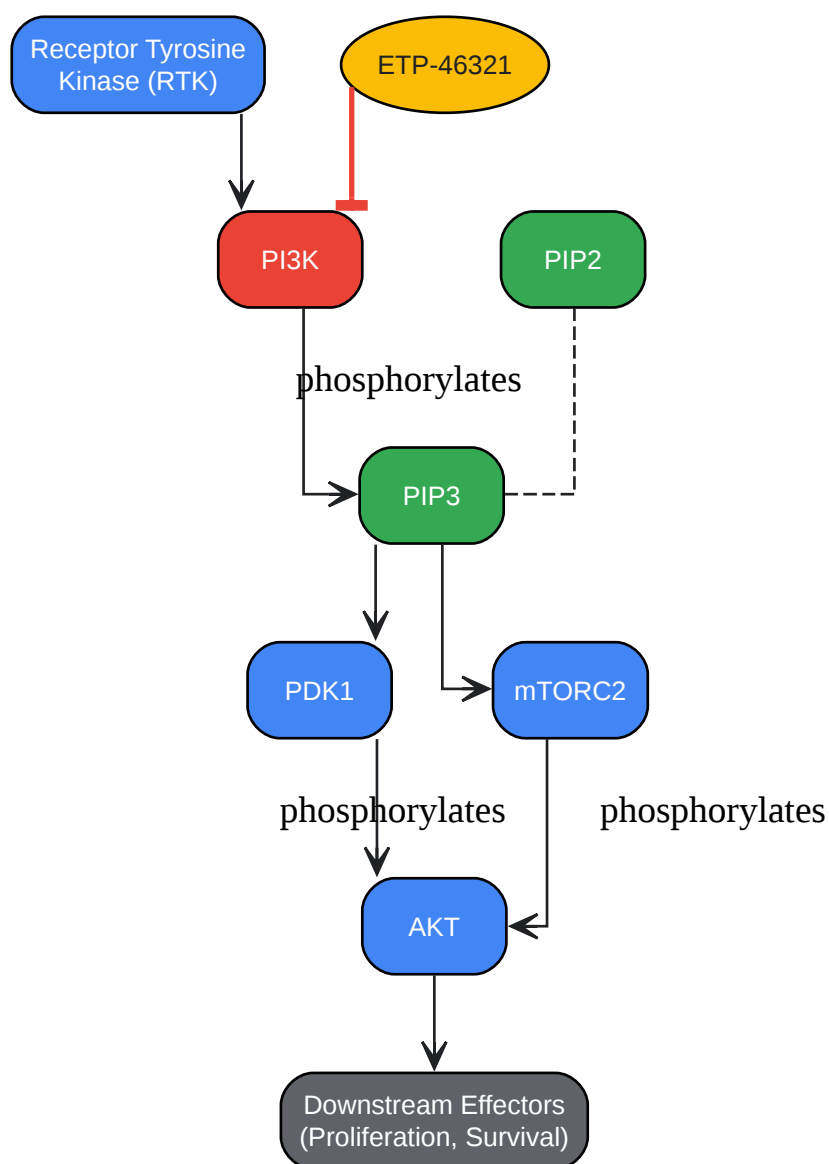 Receptor Tyrosine
Kinase (RTK)
ETP-46321
PI3K
PIP2
phosphorylates
PIP3
PDK1
mTORC2
phosphorylates
phosphorylates
AKT
Downstream Effectors
(Proliferation, Survival)